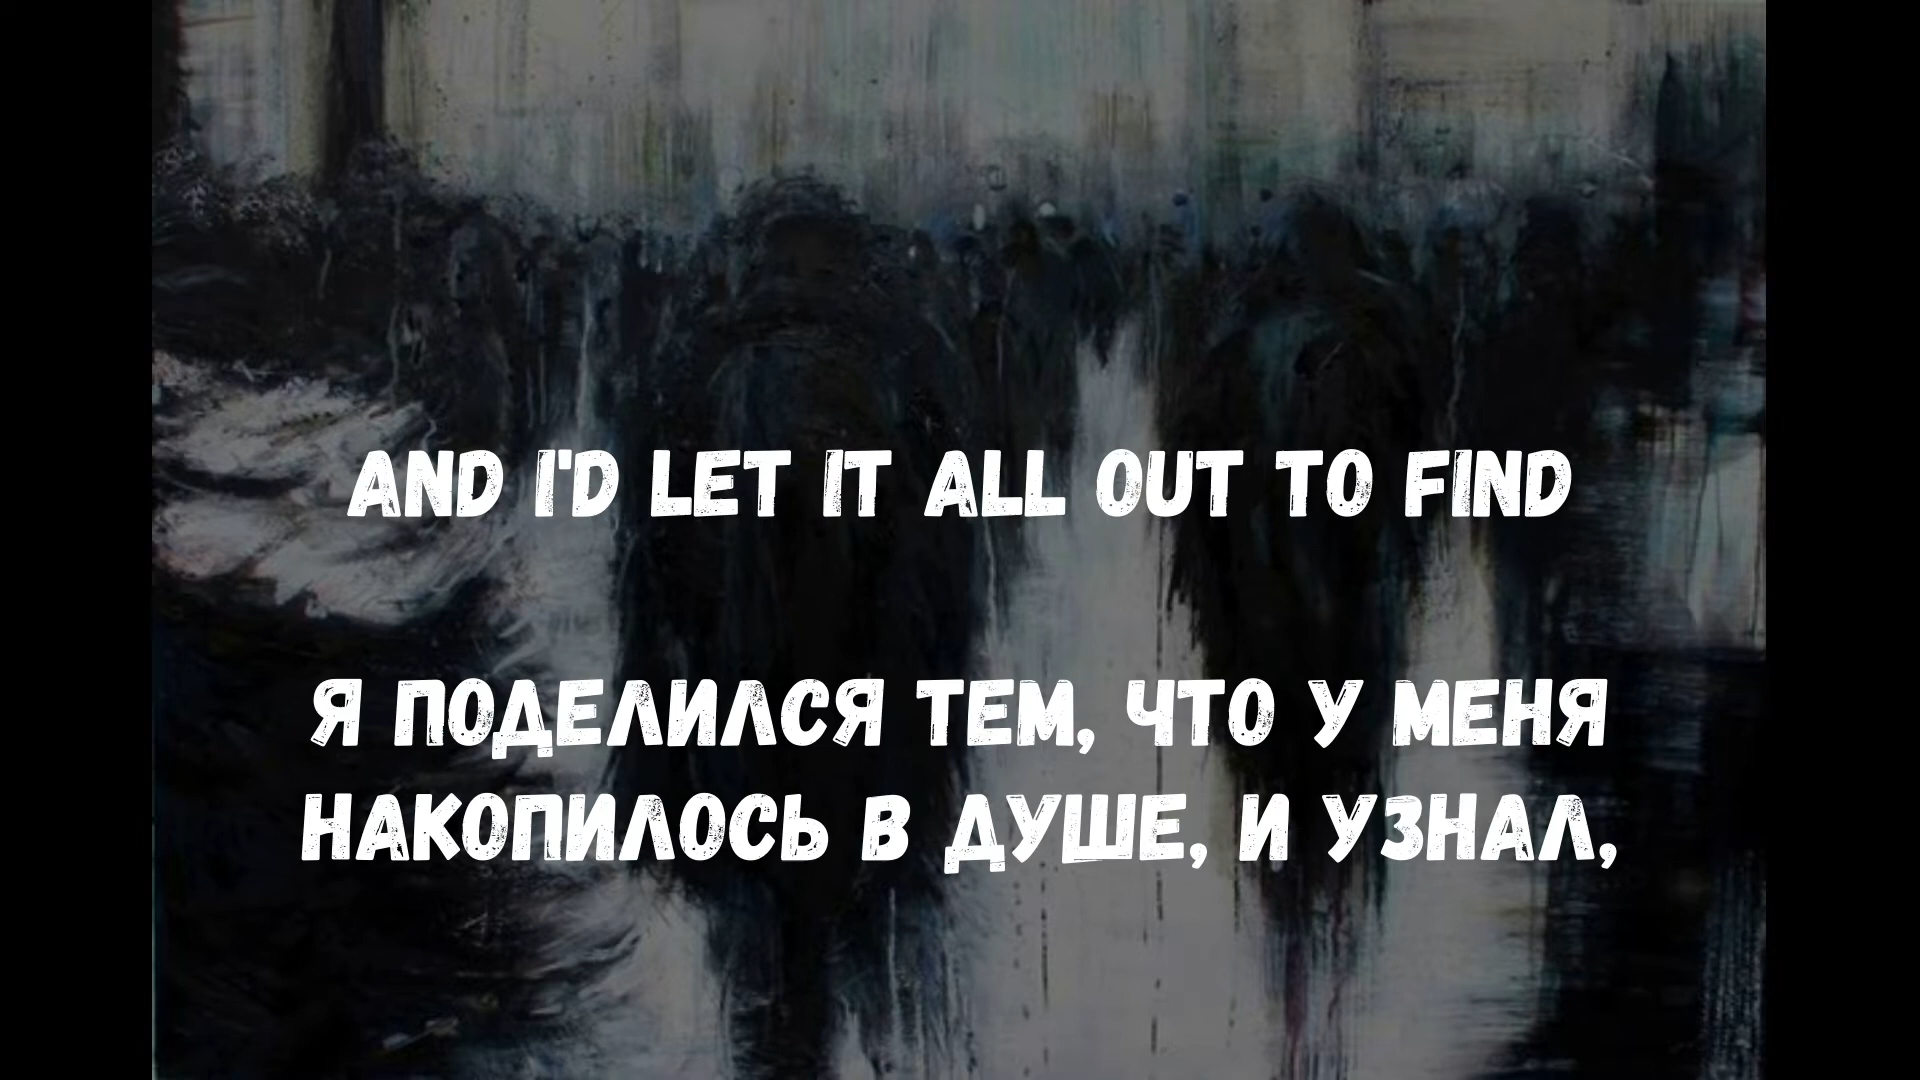 AND I'D LET IT ALL OUT TO FIND
Я ПОДЕЛИЛСЯ ТЕМ, ЧТО У МЕНЯ
НАКОПИЛОСЬ В ДУШЕ, И УЗНАЛ,